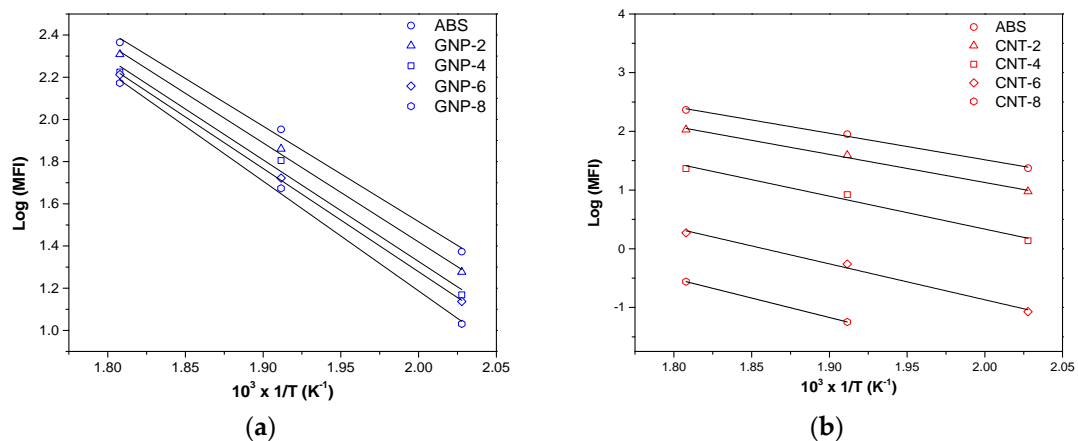 (a)
ABS
GNP-2
GNP-4
GNP-6
GNP-8
Log (MFI)
2.4
2.2
2.0
1.8
1.6
1.4
1.2
1.0
1.80 1.85 1.90 1.95 2.00 2.05
10³ x 1/T (K⁻¹)
(a)
(b)
ABS
CNT-2
CNT-4
CNT-6
CNT-8
Log (MFI)
4
3
2
1
0
-1
1.80 1.85 1.90 1.95 2.00 2.05
10³ x 1/T (K⁻¹)
(b)